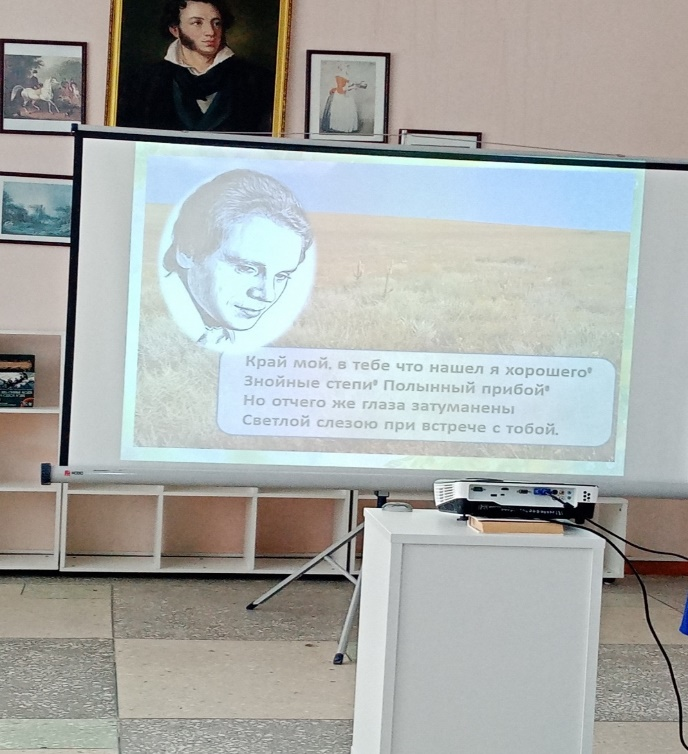 Край мой, в тебе что нашел я хорошего?
Знойные степи? Полынный прибой?
Но отчего же глаза затуманены
Светлой слезою при встрече с тобой.